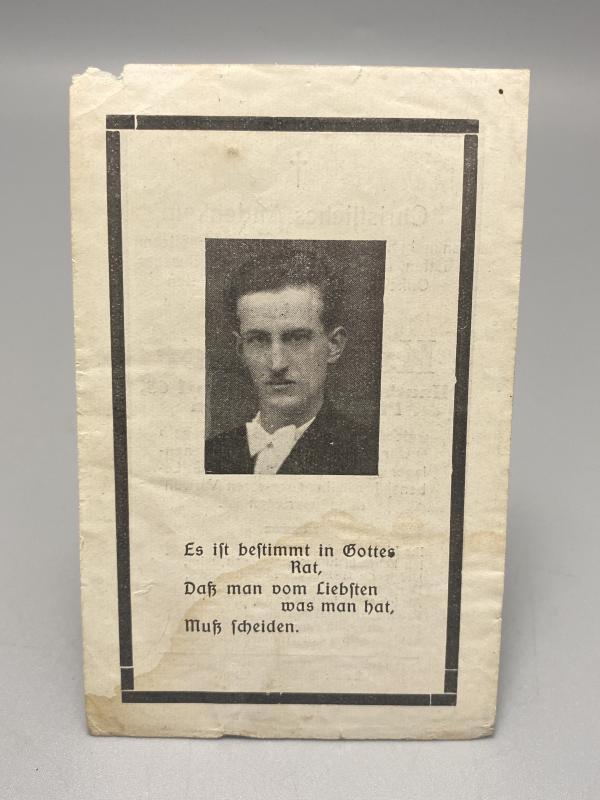 Es ist bestimmt in Gottes
Rat,
Daß man vom Liebsten
was man hat,
Muß scheiden.